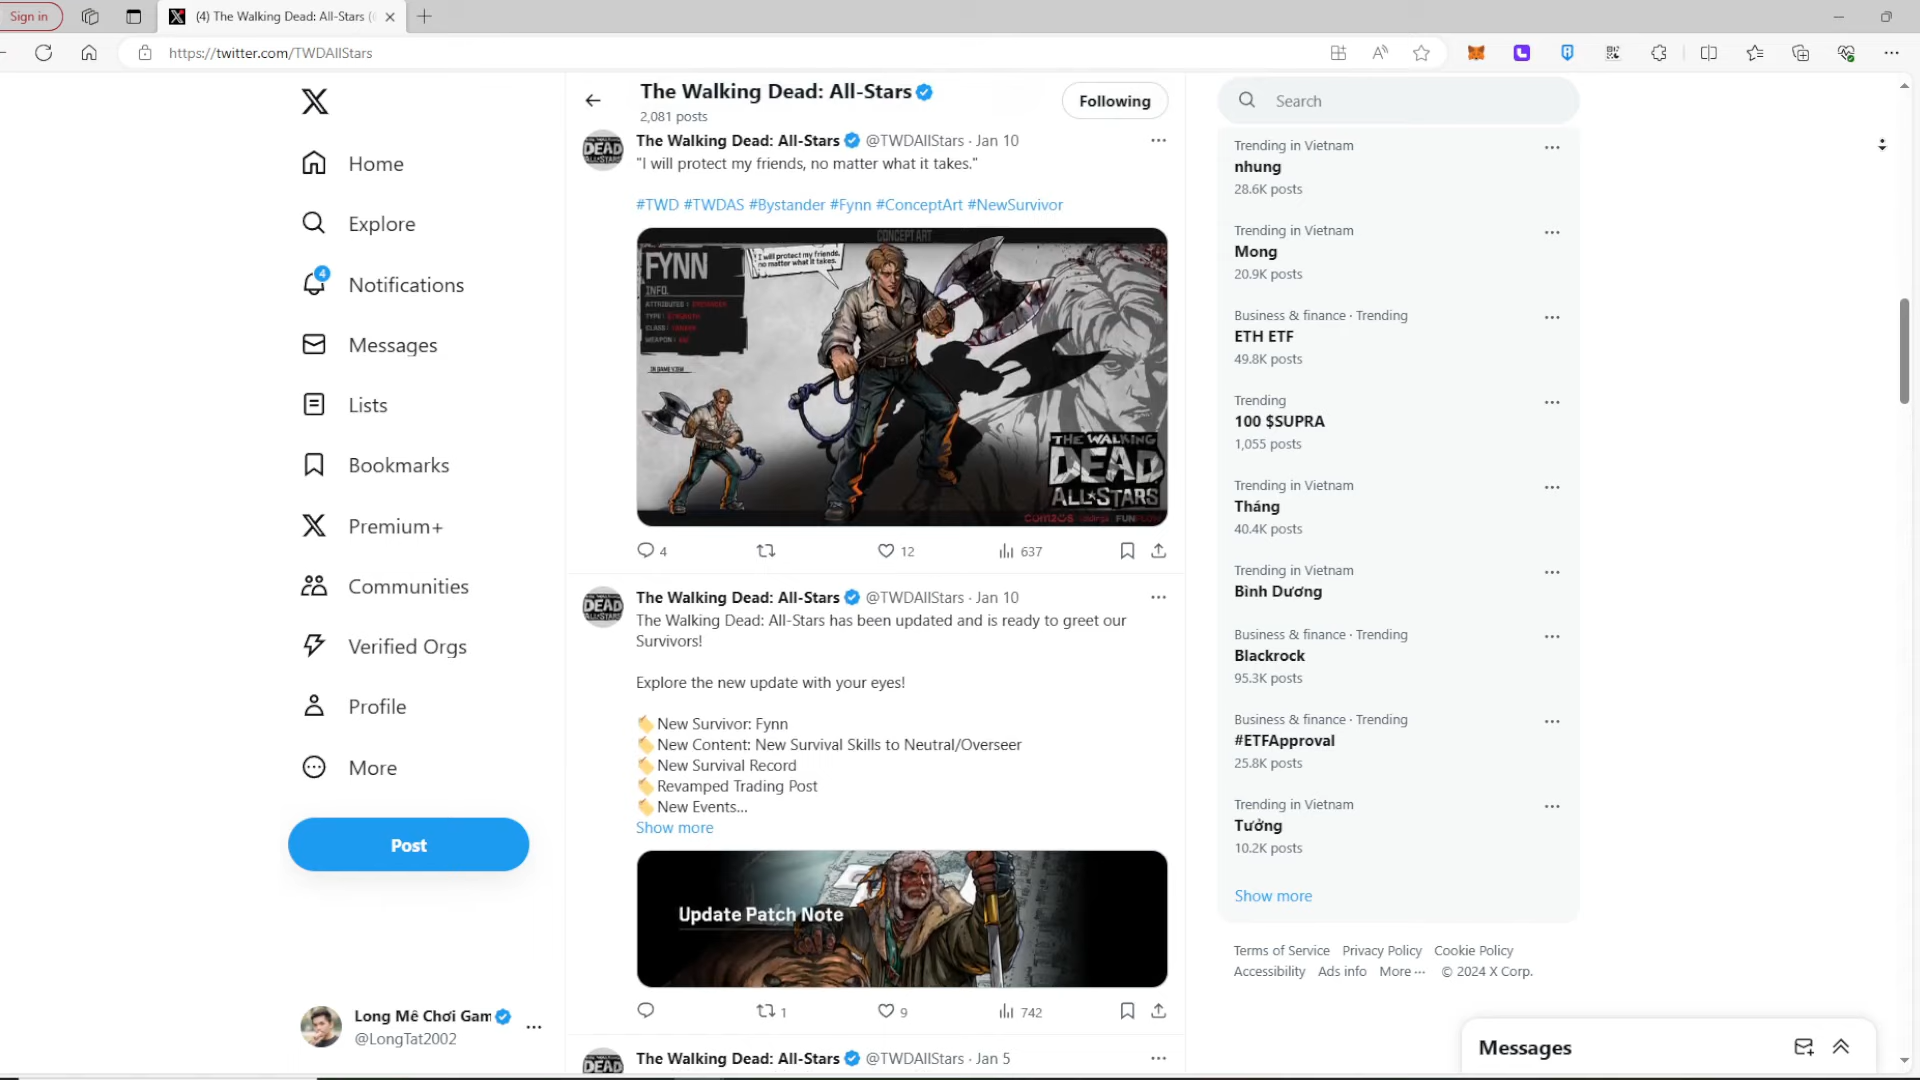 Sign in
(4) The Walking Dead: All-Stars (
https://twitter.com/TWDAllStars
Home
Explore
4
Notifications
Messages
Lists
Bookmarks
Premium+
Communities
Verified Orgs
Profile
More
Post
Long Mê Chơi Gam
@LongTat2002
The Walking Dead: All-Stars
2,081 posts
Following
The Walking Dead: All-Stars @TWDAllStars · Jan 10
"I will protect my friends, no matter what it takes."
#TWD #TWDAS #Bystander #Fynn #ConceptArt #NewSurvivor
CONCEPT ART
FYNN
I will protect my friends,
no matter what it takes.
INFO.
ATTRIBUTES :
TYPE :
CLASS :
WEAPON :
IN GAME VIEW
THE WALKING
DEAD
ALL★STARS
COM2US
4
12
637
The Walking Dead: All-Stars @TWDAllStars · Jan 10
The Walking Dead: All-Stars has been updated and is ready to greet our
Survivors!
Explore the new update with your eyes!
New Survivor: Fynn
New Content: New Survival Skills to Neutral/Overseer
New Survival Record
Revamped Trading Post
New Events...
Show more
Update Patch Note
1
9
742
The Walking Dead: All-Stars @TWDAllStars · Jan 5
Search
Trending in Vietnam
nhung
28.6K posts
Trending in Vietnam
Mong
20.9K posts
Business & finance · Trending
ETH ETF
49.8K posts
Trending
100 $SUPRA
1,055 posts
Trending in Vietnam
Tháng
40.4K posts
Trending in Vietnam
Bình Dương
Business & finance · Trending
Blackrock
95.3K posts
Business & finance · Trending
#ETFApproval
25.8K posts
Trending in Vietnam
Tưởng
10.2K posts
Show more
Terms of Service Privacy Policy Cookie Policy
Accessibility Ads info More ··· © 2024 X Corp.
Messages